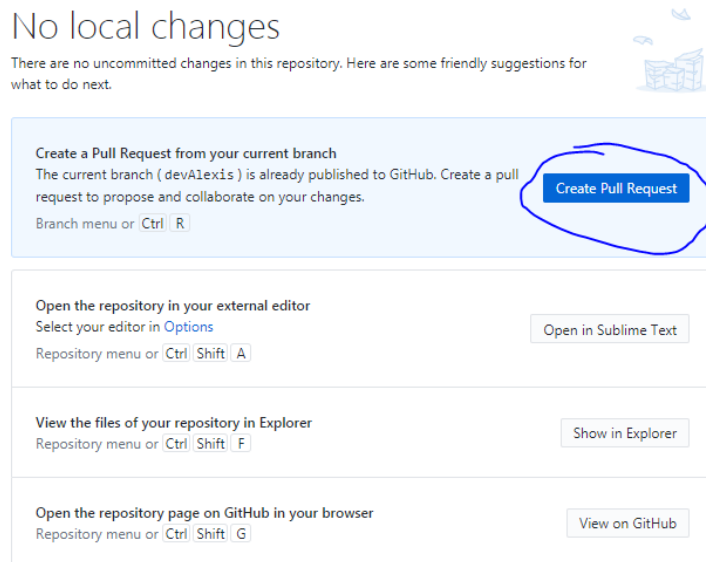 No local changes
There are no uncommitted changes in this repository. Here are some friendly suggestions for
what to do next.
Create a Pull Request from your current branch
The current branch (devAlexis) is already published to GitHub. Create a pull
request to propose and collaborate on your changes.
Branch menu or Ctrl R
Create Pull Request
Open the repository in your external editor
Select your editor in Options
Repository menu or Ctrl Shift A
Open in Sublime Text
View the files of your repository in Explorer
Repository menu or Ctrl Shift F
Show in Explorer
Open the repository page on GitHub in your browser
Repository menu or Ctrl Shift G
View on GitHub